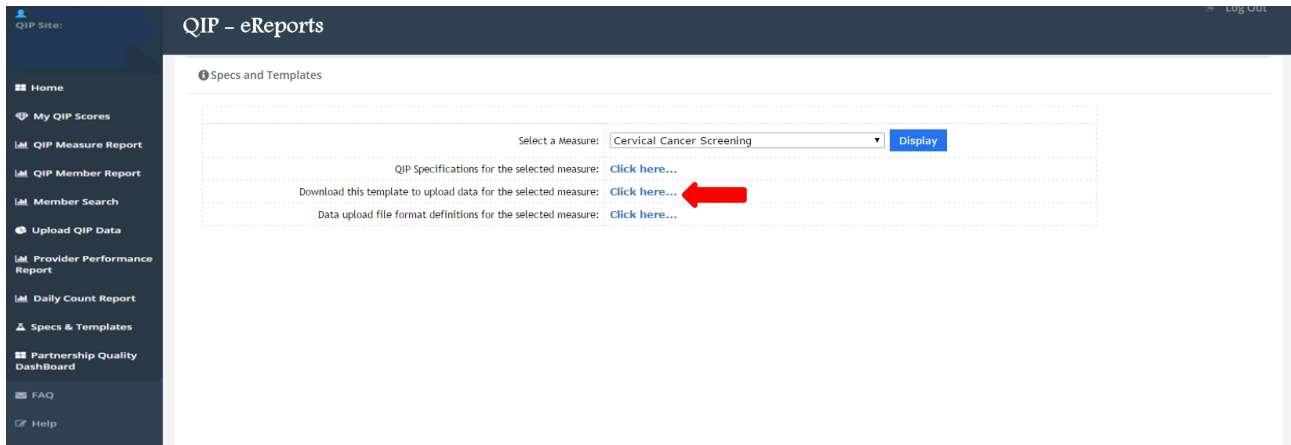 QIP Site:
QIP - eReports
Log Out
Specs and Templates
Home
My QIP Scores
QIP Measure Report
QIP Member Report
Member Search
Upload QIP Data
Provider Performance
Report
Daily Count Report
Specs & Templates
Partnership Quality
DashBoard
FAQ
Help
Select a Measure: Cervical Cancer Screening Display
QIP Specifications for the selected measure: Click here...
Download this template to upload data for the selected measure: Click here...
Data upload file format definitions for the selected measure: Click here...